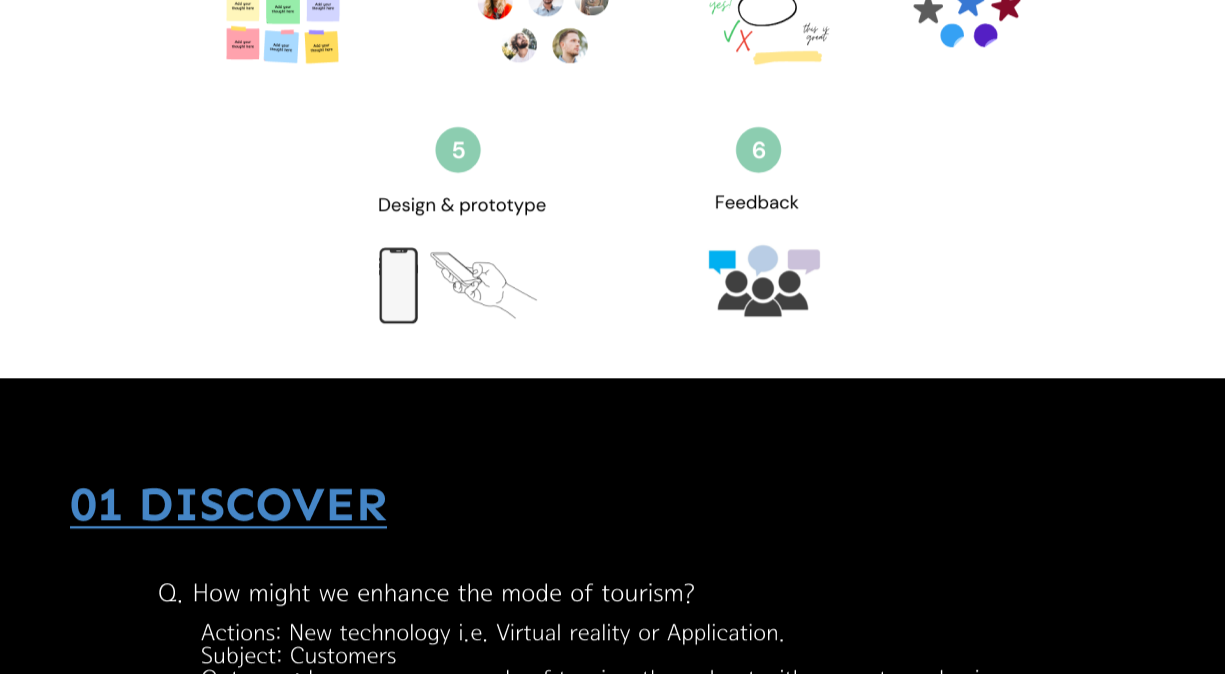 Add your thought here
Add your thought here
Add your thought here
Add your thought here
Add your thought here
Add your thought here
yes!
this is
great
5
6
Design & prototype
Feedback
01 DISCOVER
Q. How might we enhance the mode of tourism?
Actions: New technology i.e. Virtual reality or Application.
Subject: Customers